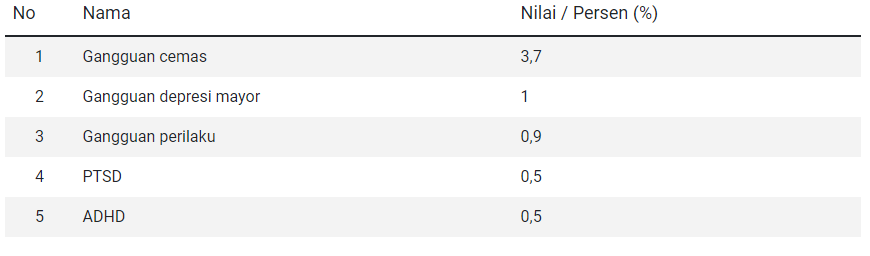 No Nama Nilai / Persen (%)
1 Gangguan cemas 3,7
2 Gangguan depresi mayor 1
3 Gangguan perilaku 0,9
4 PTSD 0,5
5 ADHD 0,5